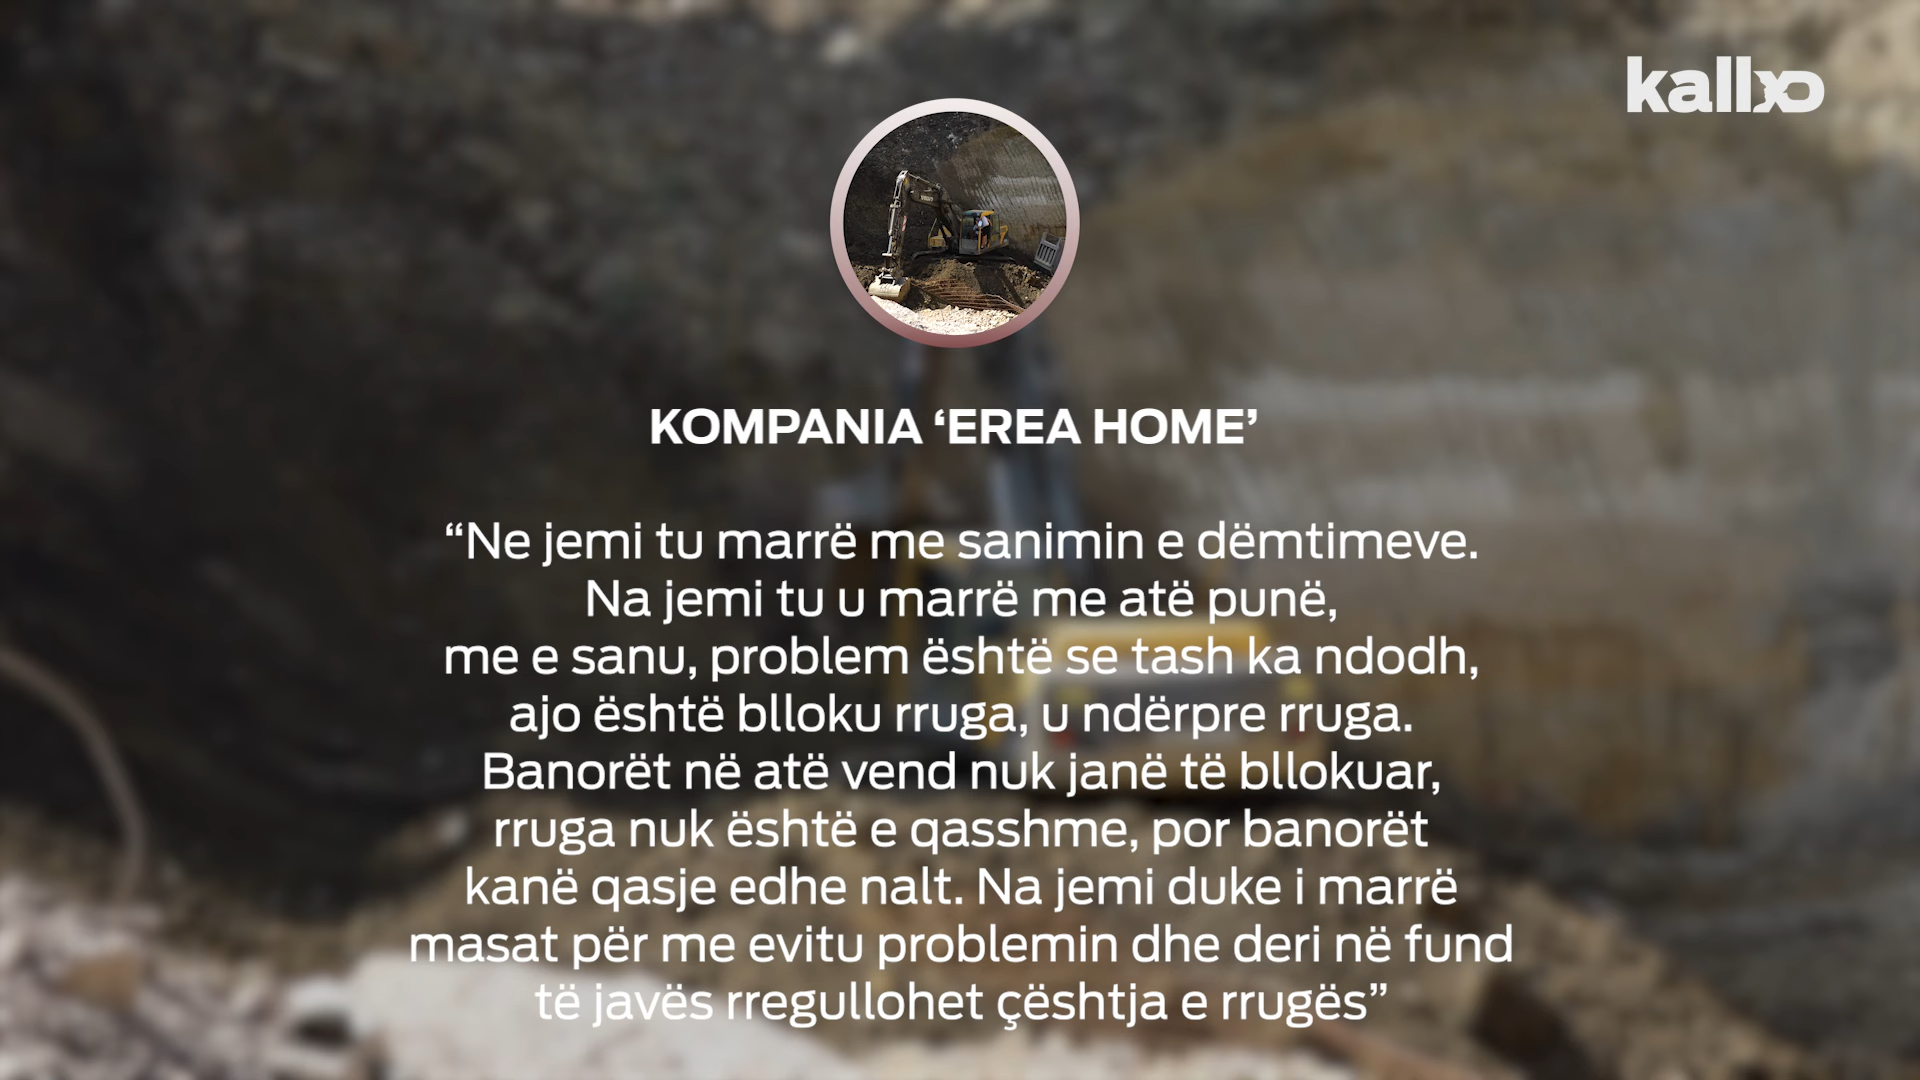 kallxo
KOMPANIA ‘EREA HOME’
“Ne jemi tu marrë me sanimin e dëmtimeve.
Na jemi tu u marrë me atë punë,
me e sanu, problem është se tash ka ndodh,
ajo është blloku rruga, u ndërpre rruga.
Banorët në atë vend nuk janë të bllokuar,
rruga nuk është e qasshme, por banorët
kanë qasje edhe nalt. Na jemi duke i marrë
masat për me evitu problemin dhe deri në fund
të javës rregullohet çështja e rrugës”